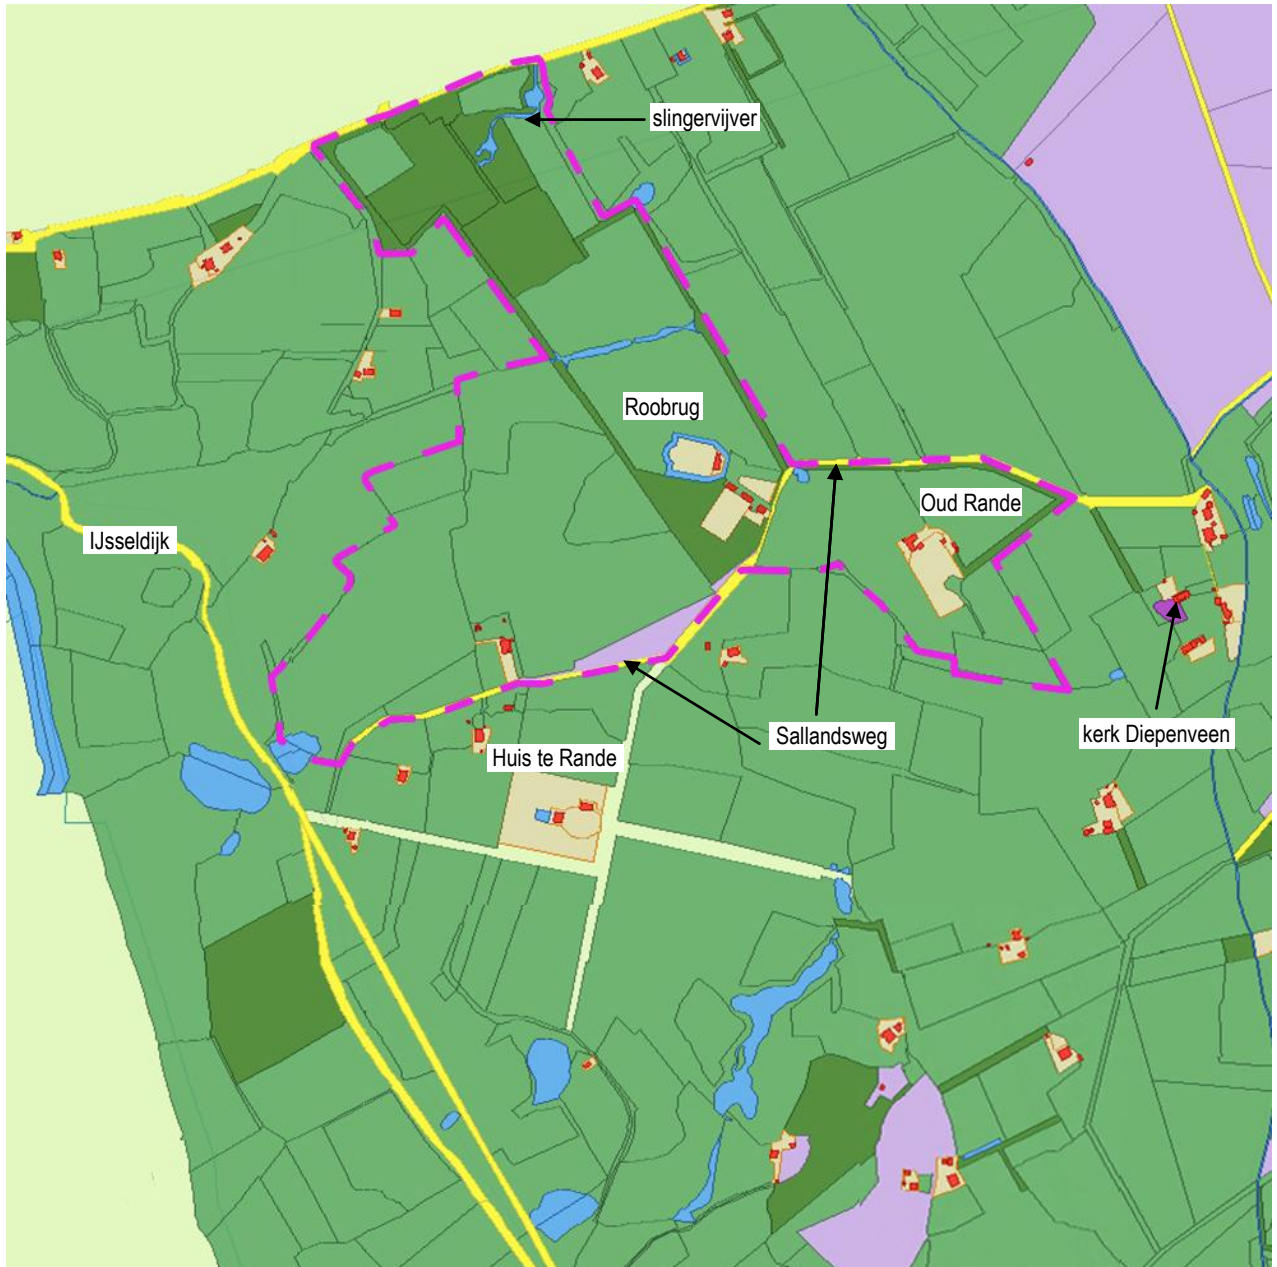 slingervijver
Roobrug
Oud Rande
IJsseldijk
Sallandsweg
kerk Diepenveen
Huis te Rande